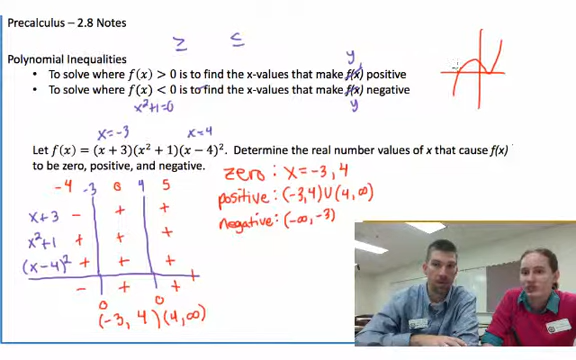 Precalculus – 2.8 Notes
≥ ≤
Polynomial Inequalities
y
• To solve where f(x) > 0 is to find the x-values that make f(x) positive
• To solve where f(x) < 0 is to find the x-values that make f(x) negative
x²+1=0 y
x=-3 x=4
Let f(x) = (x + 3)(x² + 1)(x − 4)². Determine the real number values of x that cause f(x)
to be zero, positive, and negative.
zero: x=-3, 4
-4 -3 0 4 5
positive: (-3,4)∪(4,∞)
x+3 - + +
negative: (-∞,-3)
x²+1 + + +
(x-4)² + + +
- + +
0 0
(-3, 4)(4,∞)